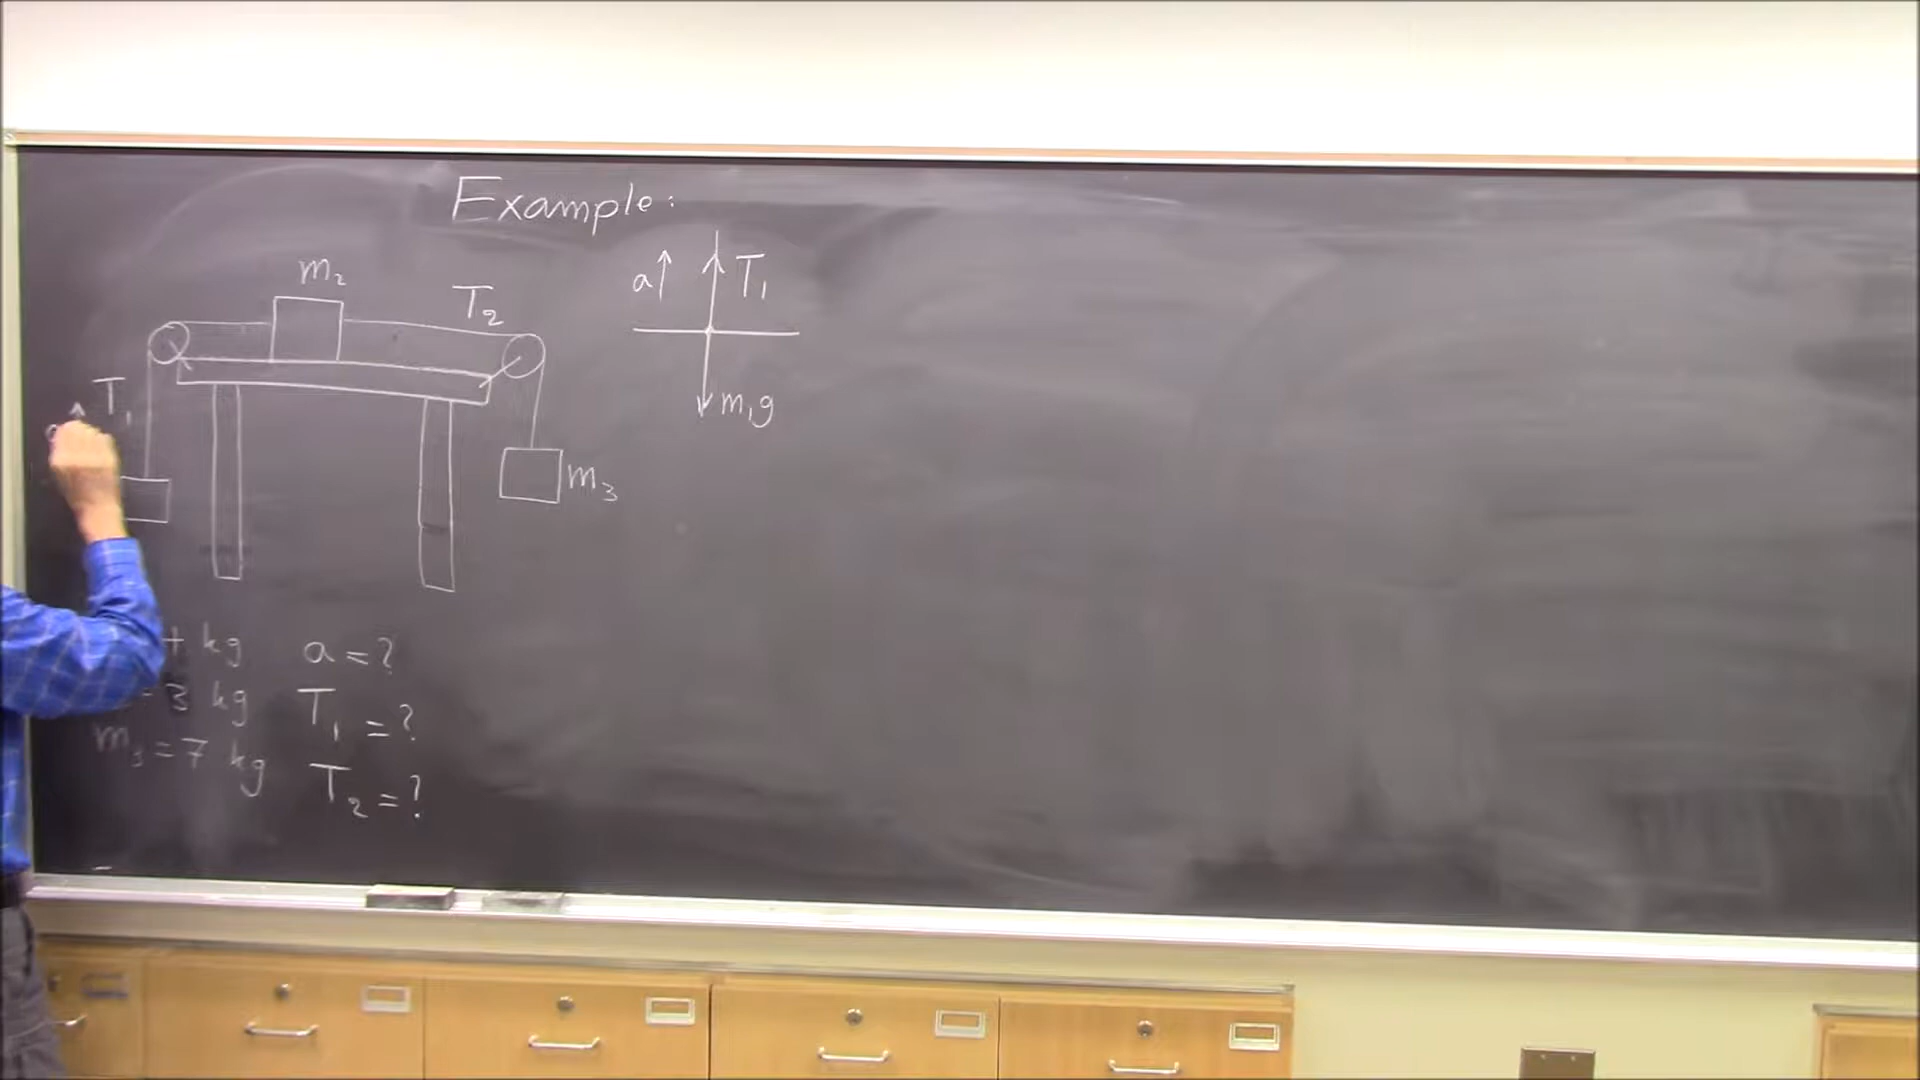 Example:
m₂
T₂
T₁
m₃
a↑ T₁
m₁g
kg a = ?
3 kg T₁ = ?
m₃ = 7 kg T₂ = ?